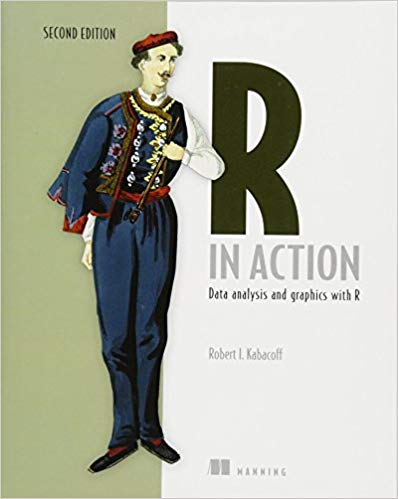 SECOND EDITION
R
IN ACTION
Data analysis and graphics with R
Robert I. Kabacoff
MANNING